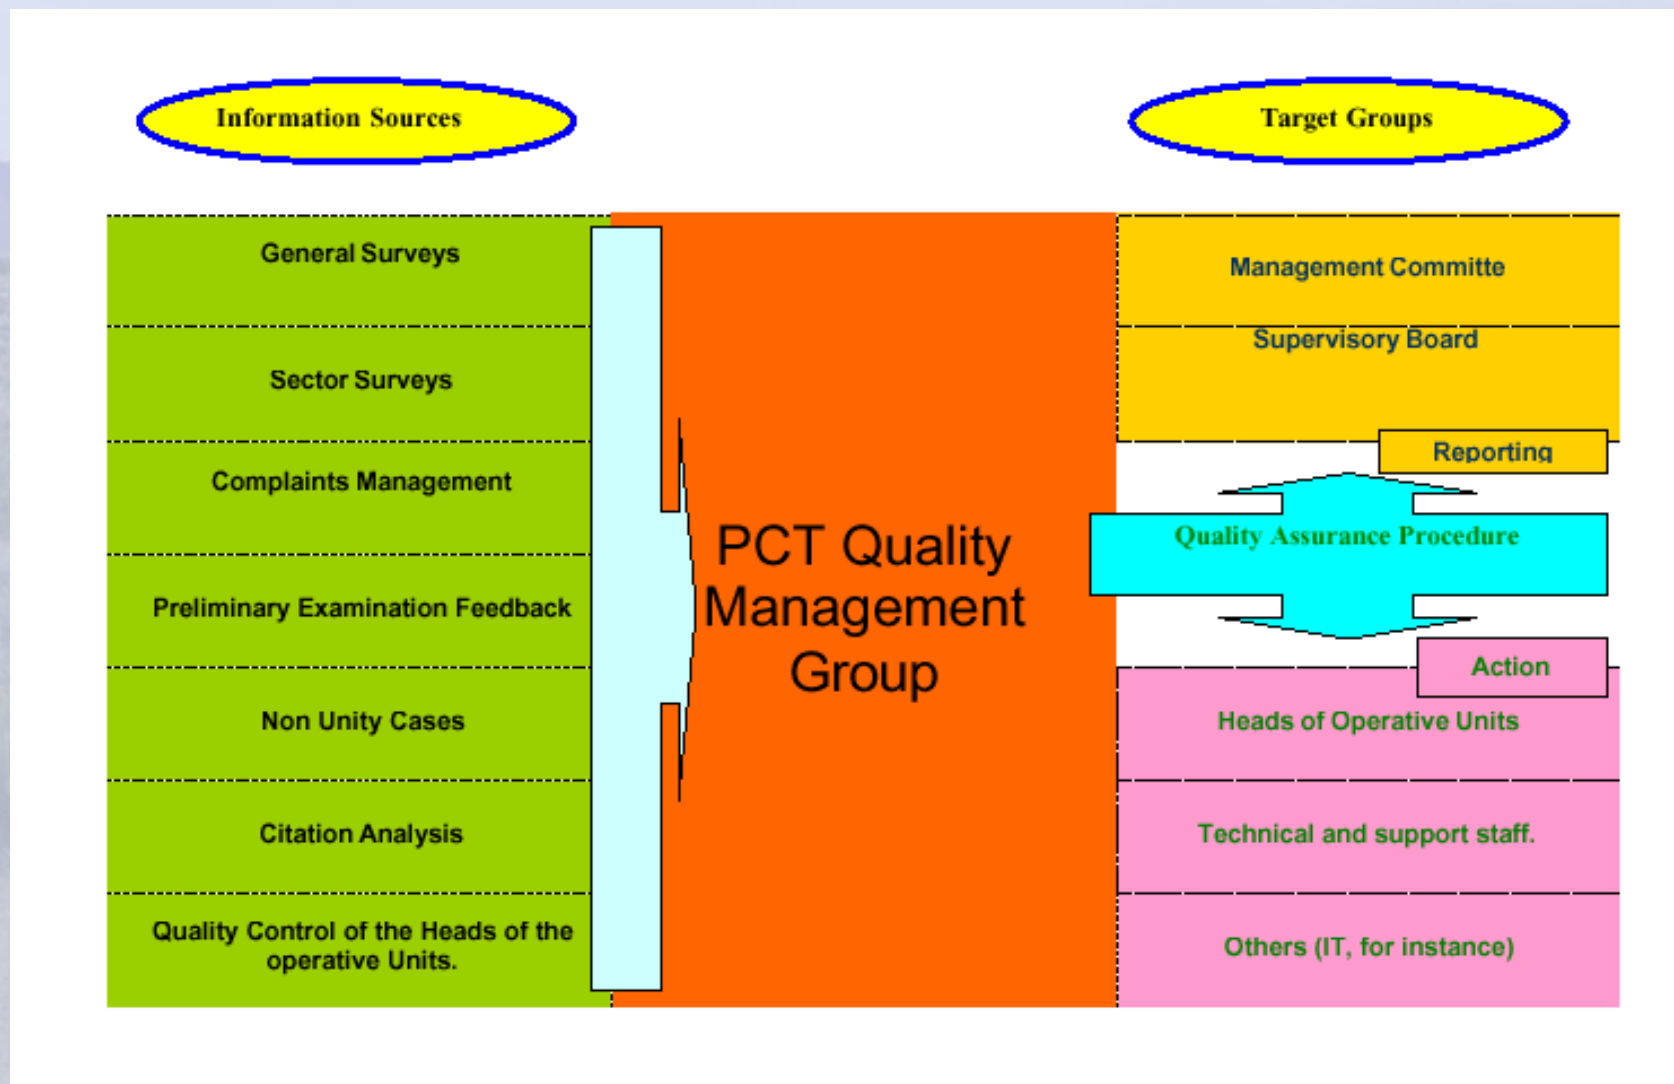 Information Sources
Target Groups
General Surveys
Sector Surveys
Complaints Management
Preliminary Examination Feedback
Non Unity Cases
Citation Analysis
Quality Control of the Heads of the
operative Units.
PCT Quality
Management
Group
Management Committe
Supervisory Board
Reporting
Quality Assurance Procedure
Action
Heads of Operative Units
Technical and support staff.
Others (IT, for instance)